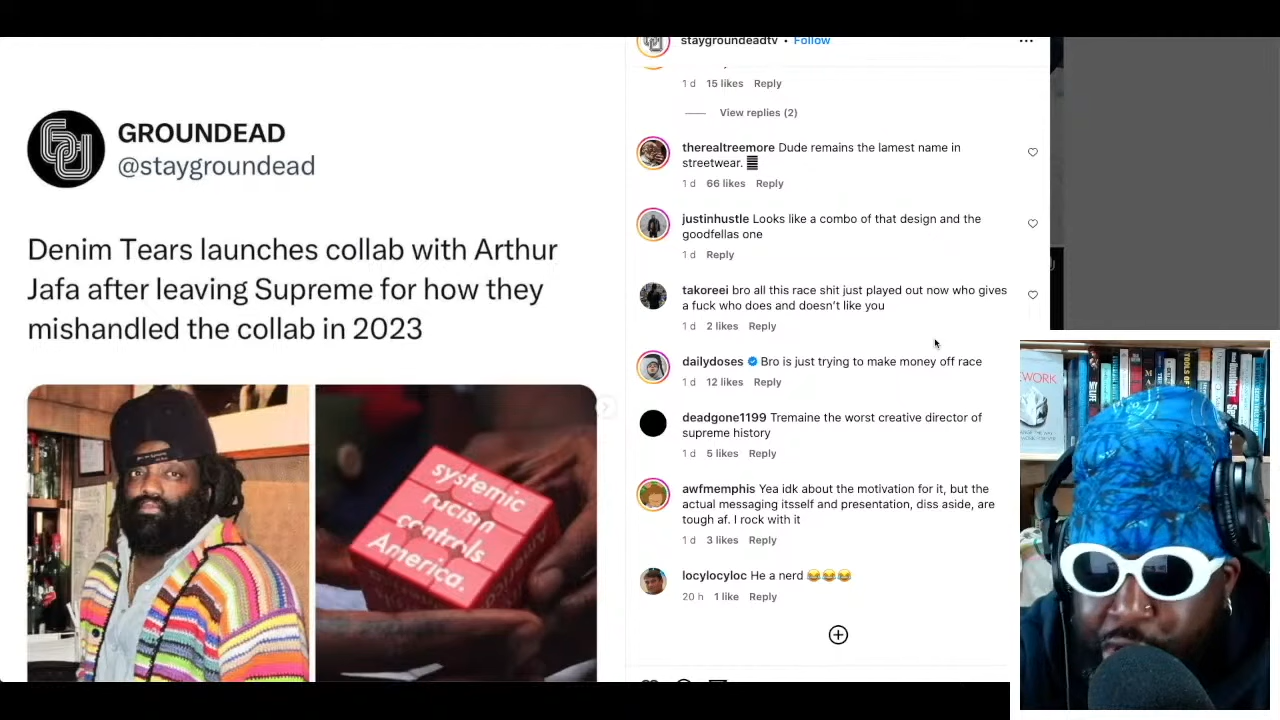 staygroundeadtv • Follow
1 d 15 likes Reply
View replies (2)
GROUNDEAD
@staygroundead
Denim Tears launches collab with Arthur
Jafa after leaving Supreme for how they
mishandled the collab in 2023
systemic
racism
controls
America.
therealtreemore Dude remains the lamest name in
streetwear.
1 d 66 likes Reply
justinhustle Looks like a combo of that design and the
goodfellas one
1 d Reply
takoreei bro all this race shit just played out now who gives
a fuck who does and doesn’t like you
1 d 2 likes Reply
dailydoses Bro is just trying to make money off race
1 d 12 likes Reply
deadgone1199 Tremaine the worst creative director of
supreme history
1 d 5 likes Reply
awfmemphis Yea idk about the motivation for it, but the
actual messaging itsself and presentation, diss aside, are
tough af. I rock with it
1 d 3 likes Reply
locylocyloc He a nerd 😂😂😂
20 h 1 like Reply
WORK
TOOLS OF